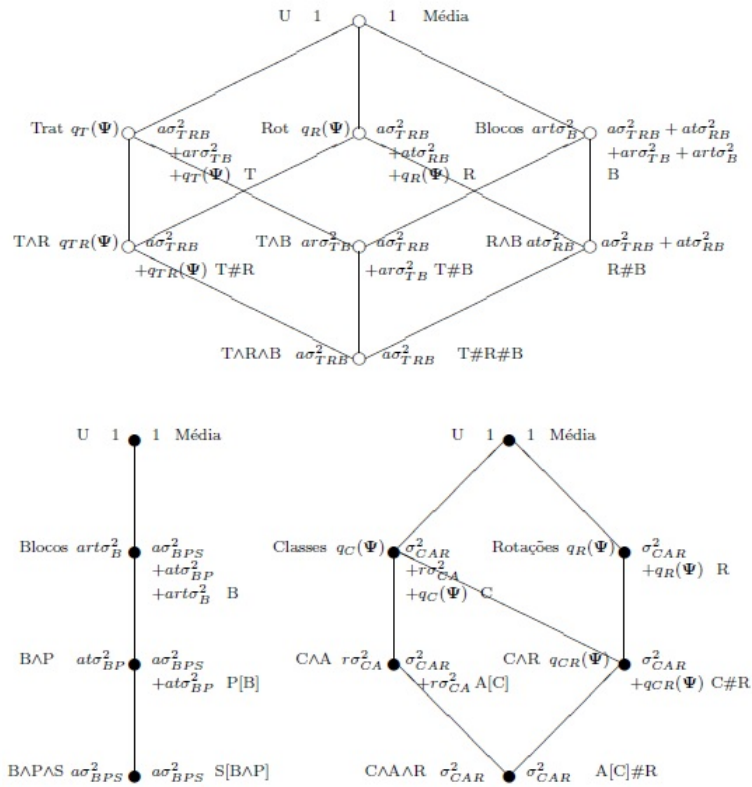 U 1 1 Média
Trat q_T(Ψ) aσ²_TRB Rot q_R(Ψ) aσ²_TRB Blocos artσ²_B aσ²_TRB + atσ²_RB
+arσ²_TB +atσ²_RB +arσ²_TB + artσ²_B
+q_T(Ψ) T +q_R(Ψ) R B
T∧R q_TR(Ψ) aσ²_TRB T∧B arσ²_TB aσ²_TRB R∧B atσ²_RB aσ²_TRB + atσ²_RB
+q_TR(Ψ) T#R +arσ²_TB T#B R#B
T∧R∧B aσ²_TRB aσ²_TRB T#R#B
U 1 1 Média U 1 1 Média
Blocos artσ²_B aσ²_BPS Classes q_C(Ψ) σ²_CAR Rotações q_R(Ψ) σ²_CAR
+atσ²_BP +rσ²_CA +q_R(Ψ) R
+artσ²_B B +q_C(Ψ) C
B∧P atσ²_BP aσ²_BPS C∧A rσ²_CA σ²_CAR C∧R q_CR(Ψ) σ²_CAR
+atσ²_BP P[B] +rσ²_CA A[C] +q_CR(Ψ) C#R
B∧P∧S aσ²_BPS aσ²_BPS S[B∧P] C∧A∧R σ²_CAR σ²_CAR A[C]#R